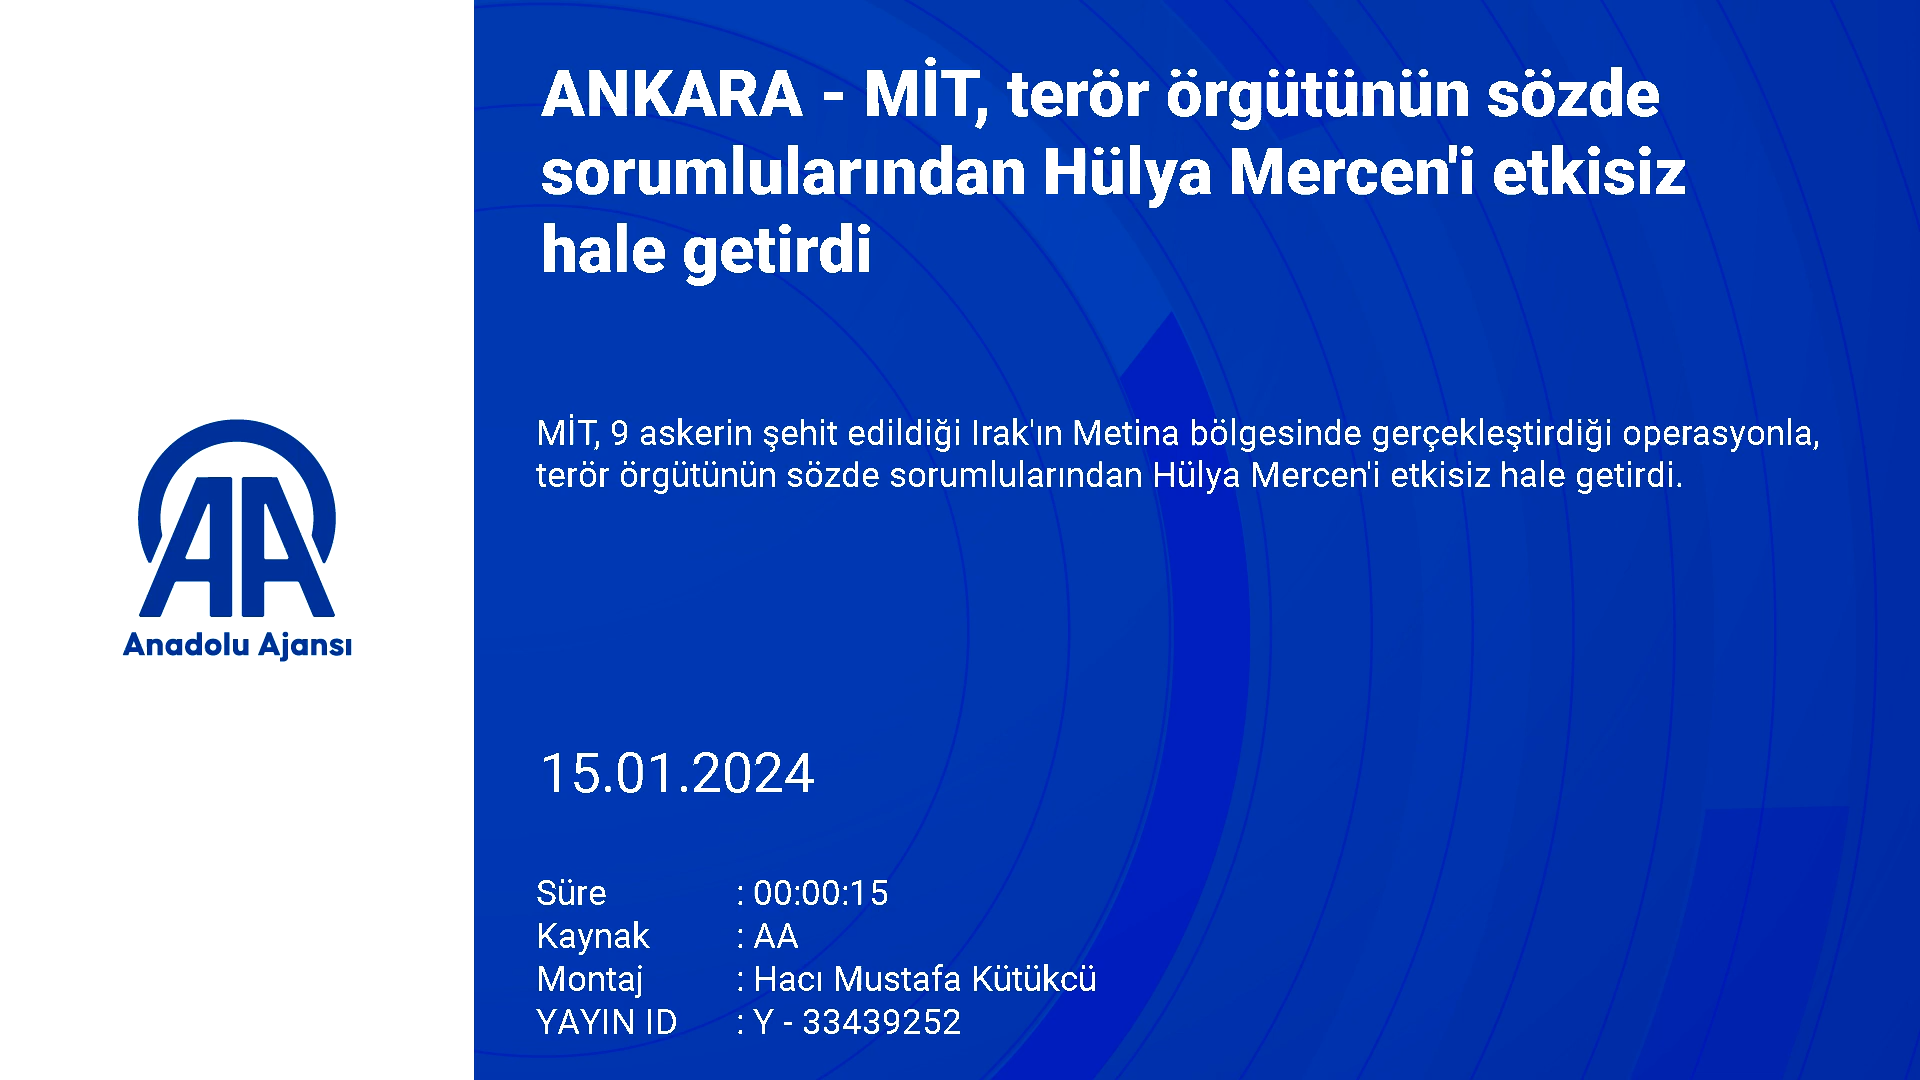 ANKARA - MİT, terör örgütünün sözde
sorumlularından Hülya Mercen'i etkisiz
hale getirdi
MİT, 9 askerin şehit edildiği Irak'ın Metina bölgesinde gerçekleştirdiği operasyonla,
terör örgütünün sözde sorumlularından Hülya Mercen'i etkisiz hale getirdi.
AA
Anadolu Ajansı
15.01.2024
Süre : 00:00:15
Kaynak : AA
Montaj : Hacı Mustafa Kütükcü
YAYIN ID : Y - 33439252